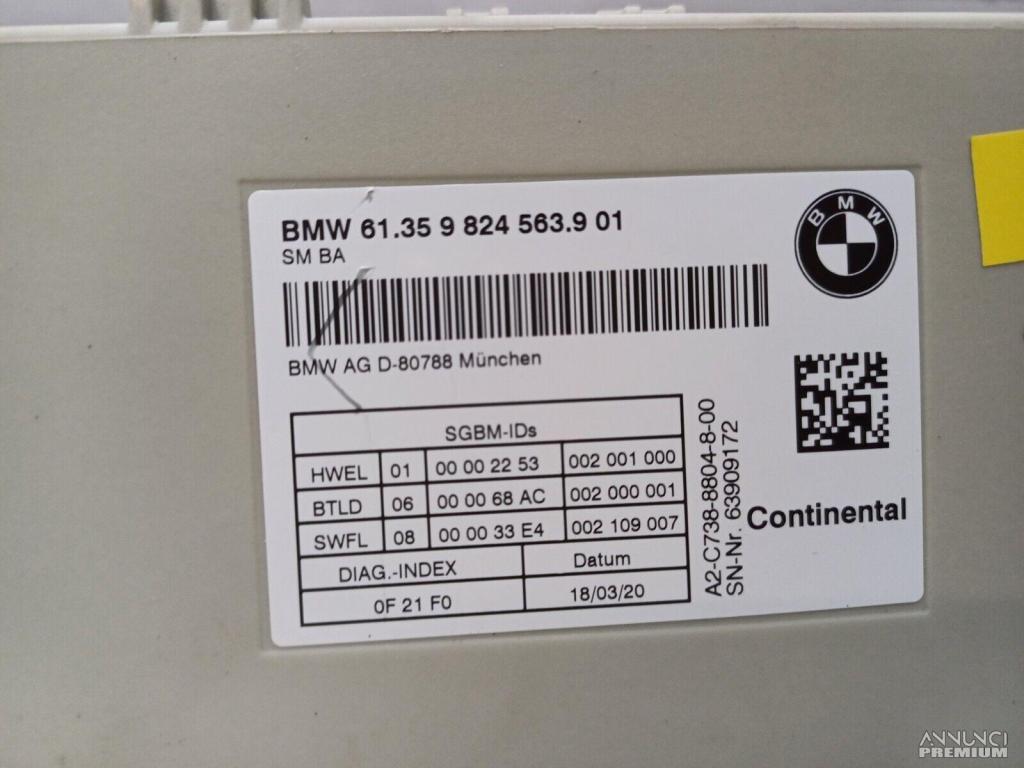 BMW 61.35 9 824 563.9 01
SM BA
BMW
BMW AG D-80788 München
SGBM-IDs
HWEL 01 00 00 22 53 002 001 000
BTLD 06 00 00 68 AC 002 000 001
SWFL 08 00 00 33 E4 002 109 007
DIAG.-INDEX Datum
0F 21 F0 18/03/20
A2-C738-8804-8-00
SN-Nr. 63909172
Continental
ANNUNCI
PREMIUM